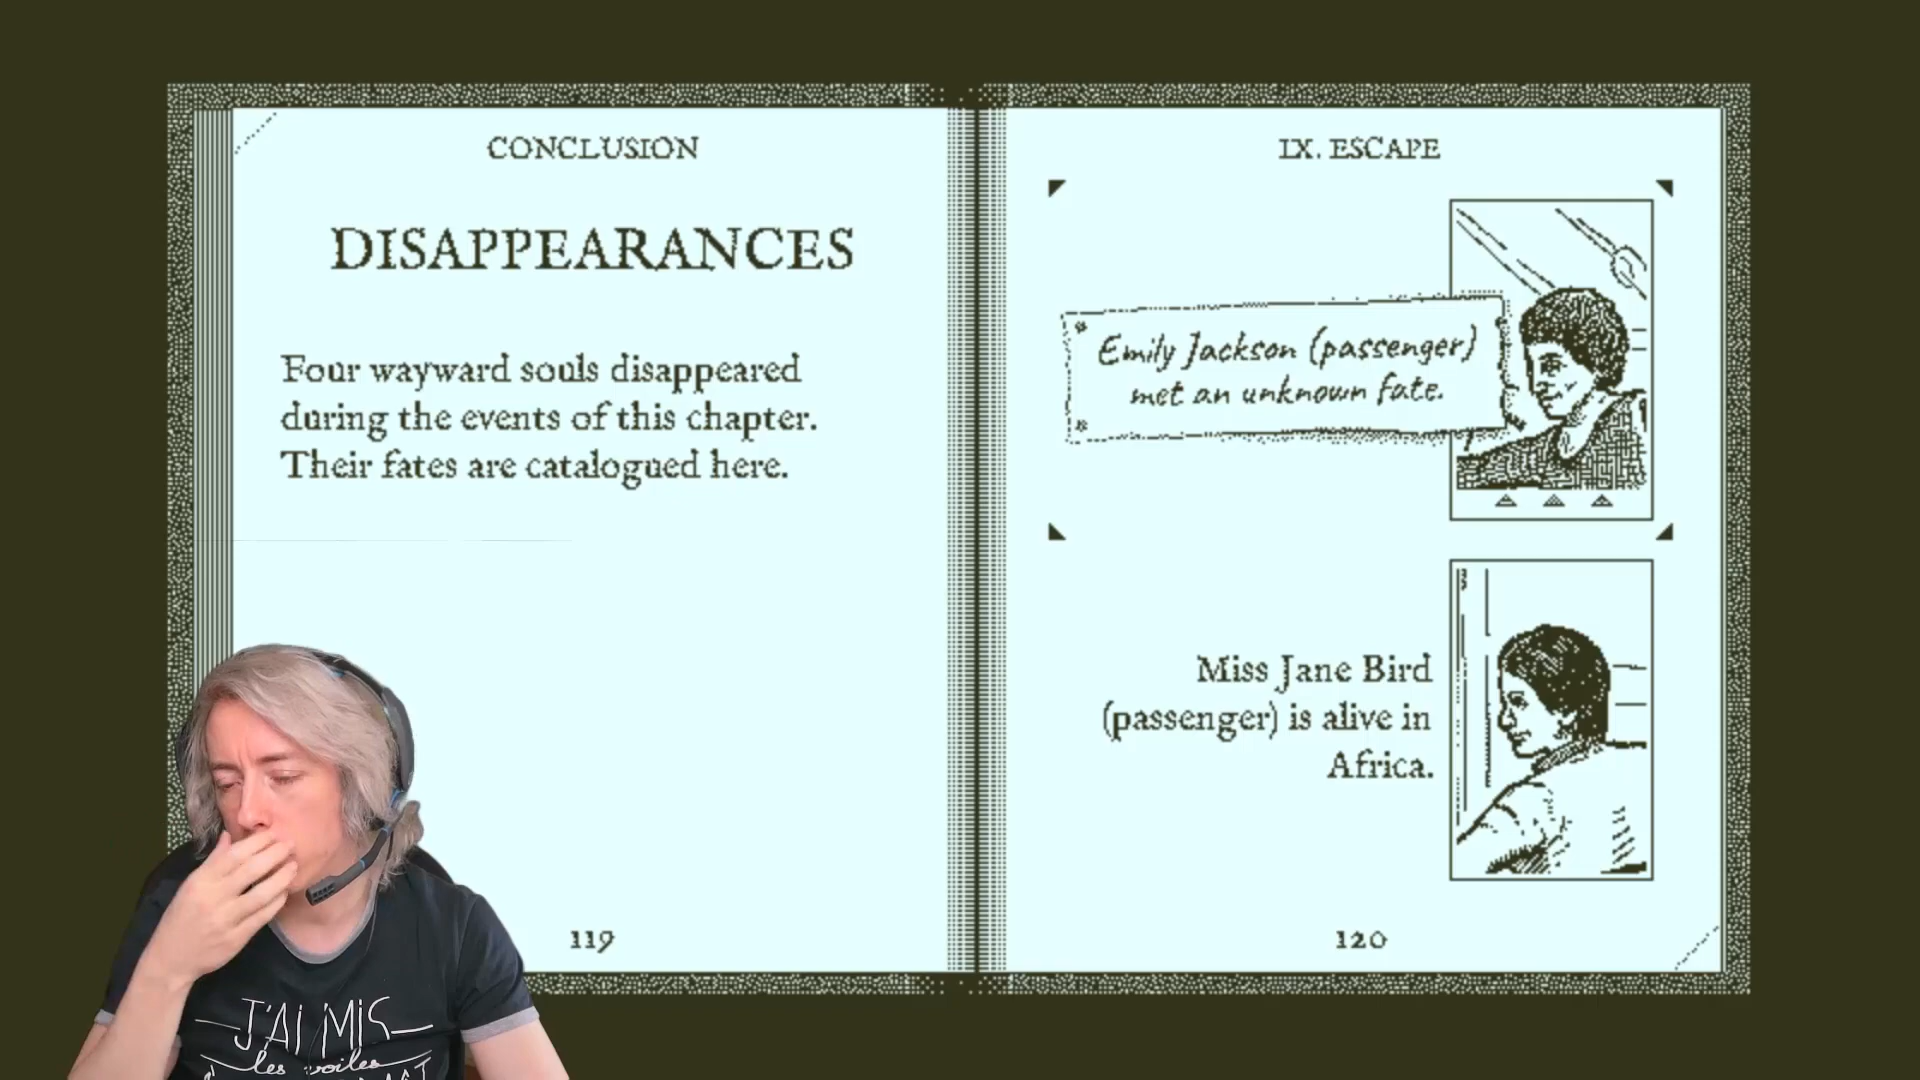 CONCLUSION
DISAPPEARANCES
Four wayward souls disappeared
during the events of this chapter.
Their fates are catalogued here.
119
IX. ESCAPE
Emily Jackson (passenger)
met an unknown fate.
Miss Jane Bird
(passenger) is alive in
Africa.
120
J'AI MIS
les voiles